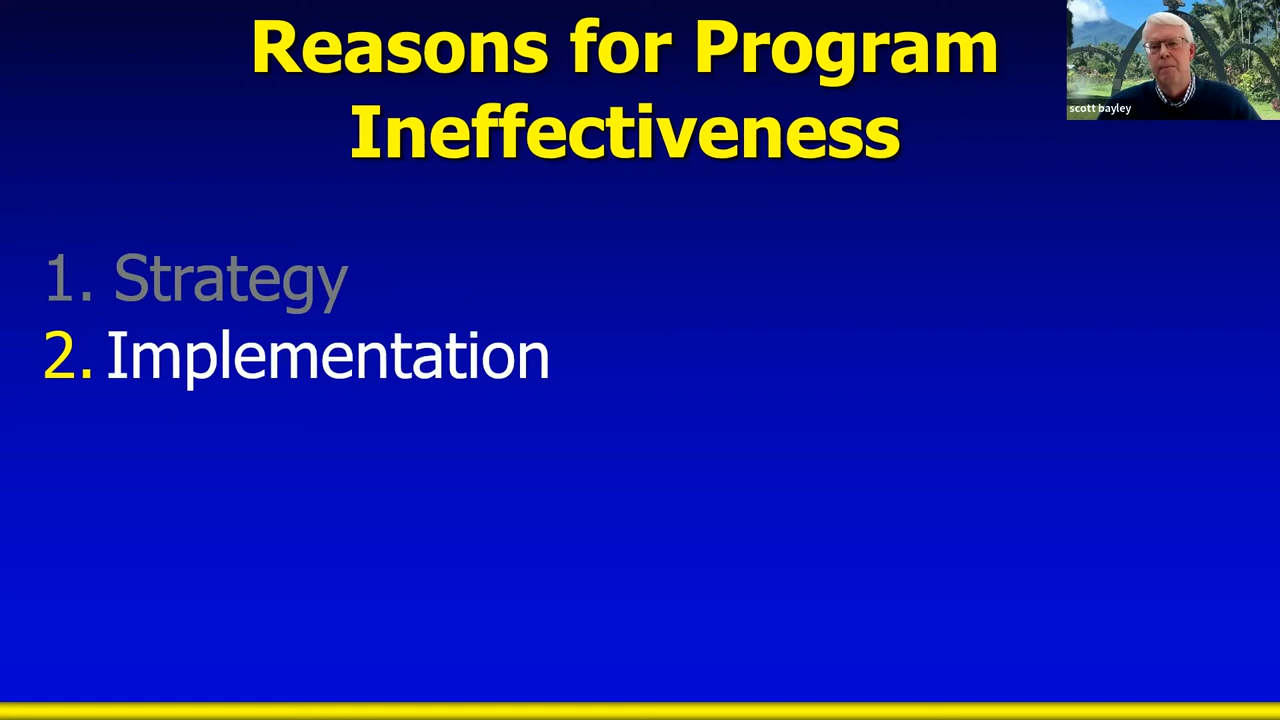 Reasons for Program
Ineffectiveness
scott bayley
1. Strategy
2. Implementation